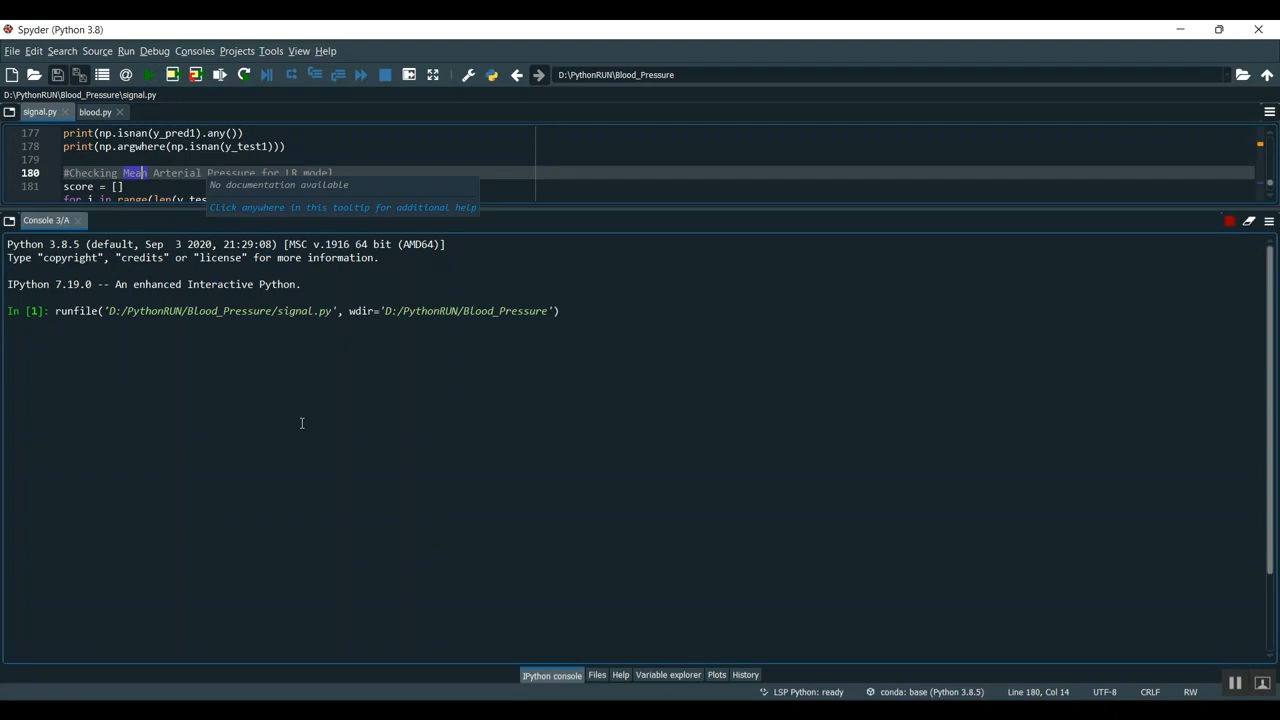 Spyder (Python 3.8)
File Edit Search Source Run Debug Consoles Projects Tools View Help
D:\PythonRUN\Blood_Pressure
D:\PythonRUN\Blood_Pressure\signal.py
signal.py blood.py
177 print(np.isnan(y_pred1).any())
178 print(np.argwhere(np.isnan(y_test1)))
179
180 #Checking Mean Arterial Pressure for LR model
No documentation available
181 score = []
for i in range(len(y_tes
Click anywhere in this tooltip for additional help
Console 3/A
Python 3.8.5 (default, Sep 3 2020, 21:29:08) [MSC v.1916 64 bit (AMD64)]
Type "copyright", "credits" or "license" for more information.
IPython 7.19.0 -- An enhanced Interactive Python.
In [1]: runfile('D:/PythonRUN/Blood_Pressure/signal.py', wdir='D:/PythonRUN/Blood_Pressure')
IPython console Files Help Variable explorer Plots History
LSP Python: ready conda: base (Python 3.8.5) Line 180, Col 14 UTF-8 CRLF RW